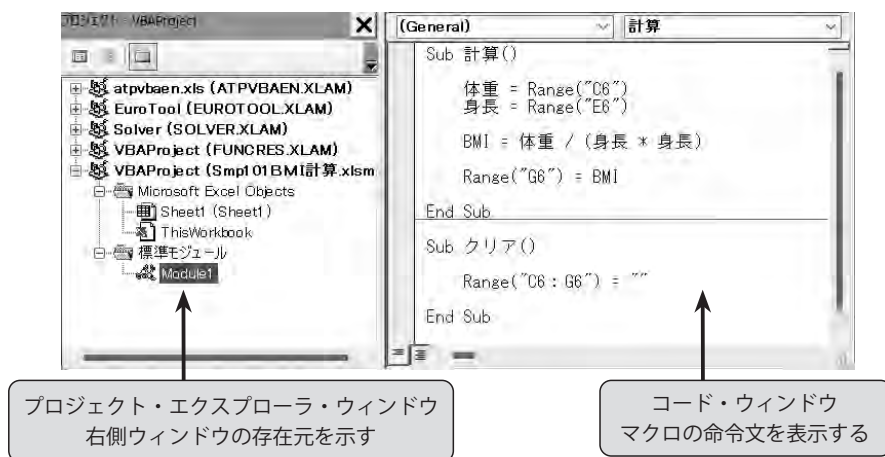 プロジェクト - VBAProject
(General)
計算
atpvbaen.xls (ATPVBAEN.XLAM)
EuroTool (EUROTOOL.XLAM)
Solver (SOLVER.XLAM)
VBAProject (FUNCRES.XLAM)
VBAProject (Smp101BMI計算.xlsm
Microsoft Excel Objects
Sheet1 (Sheet1)
ThisWorkbook
標準モジュール
Module1
Sub 計算()
体重 = Range("C6")
身長 = Range("E6")
BMI = 体重 / (身長 * 身長)
Range("G6") = BMI
End Sub
Sub クリア()
Range("C6:G6") = ""
End Sub
プロジェクト・エクスプローラ・ウィンドウ
右側ウィンドウの存在元を示す
コード・ウィンドウ
マクロの命令文を表示する